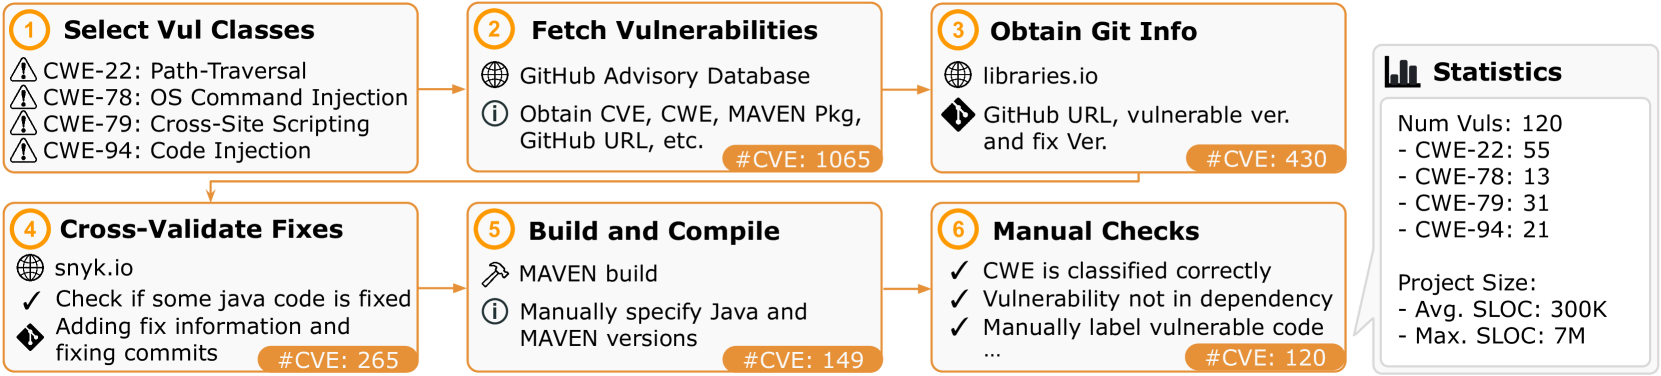 1 Select Vul Classes
CWE-22: Path-Traversal
CWE-78: OS Command Injection
CWE-79: Cross-Site Scripting
CWE-94: Code Injection
2 Fetch Vulnerabilities
GitHub Advisory Database
Obtain CVE, CWE, MAVEN Pkg,
GitHub URL, etc.
#CVE: 1065
3 Obtain Git Info
libraries.io
GitHub URL, vulnerable ver.
and fix Ver.
#CVE: 430
4 Cross-Validate Fixes
snyk.io
Check if some java code is fixed
Adding fix information and
fixing commits
#CVE: 265
5 Build and Compile
MAVEN build
Manually specify Java and
MAVEN versions
#CVE: 149
6 Manual Checks
CWE is classified correctly
Vulnerability not in dependency
Manually label vulnerable code
...
#CVE: 120
Statistics
Num Vuls: 120
- CWE-22: 55
- CWE-78: 13
- CWE-79: 31
- CWE-94: 21
Project Size:
- Avg. SLOC: 300K
- Max. SLOC: 7M